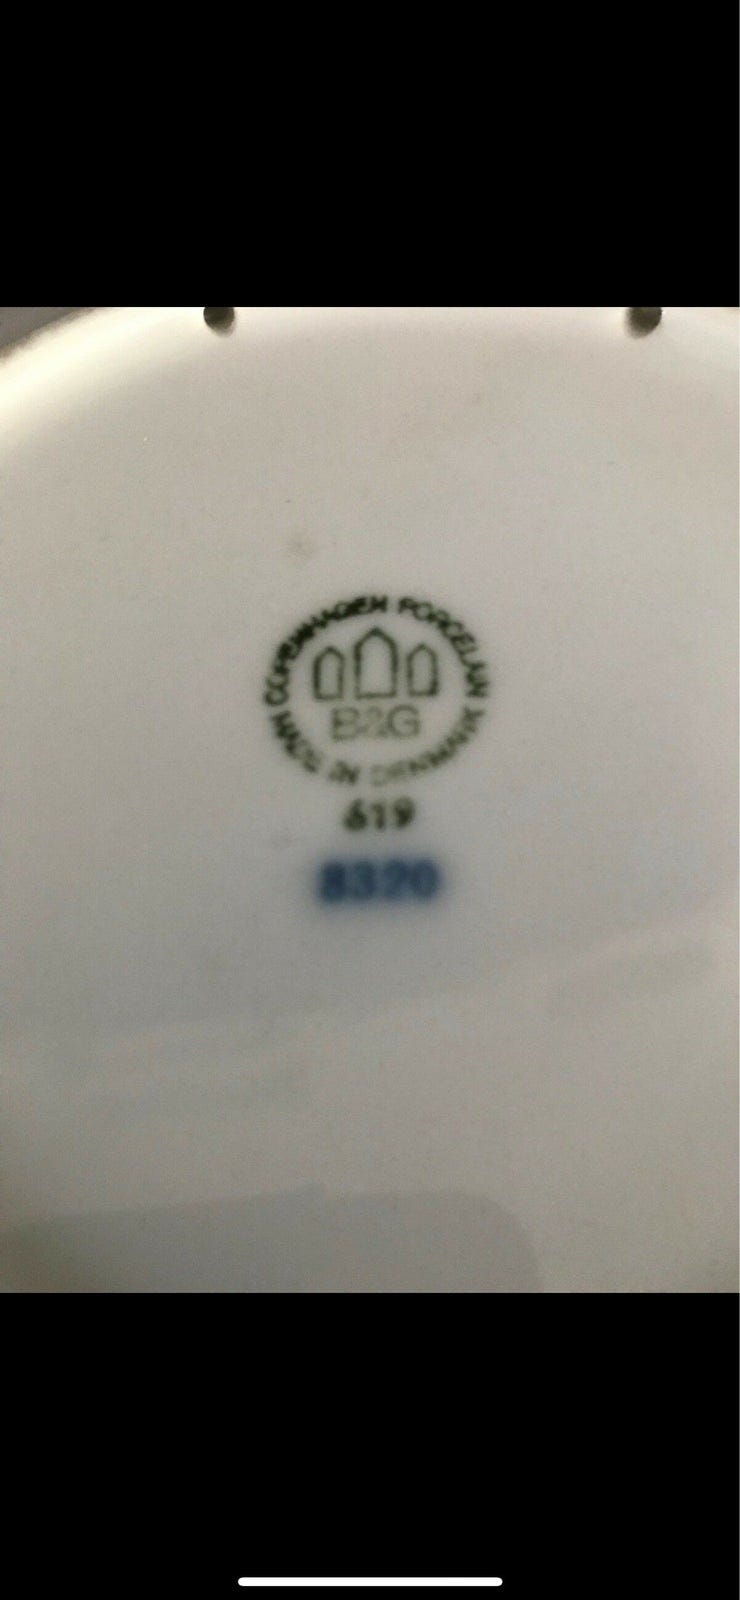 COPENHAGEN PORCELAIN
B&G
MADE IN DENMARK
619
8320